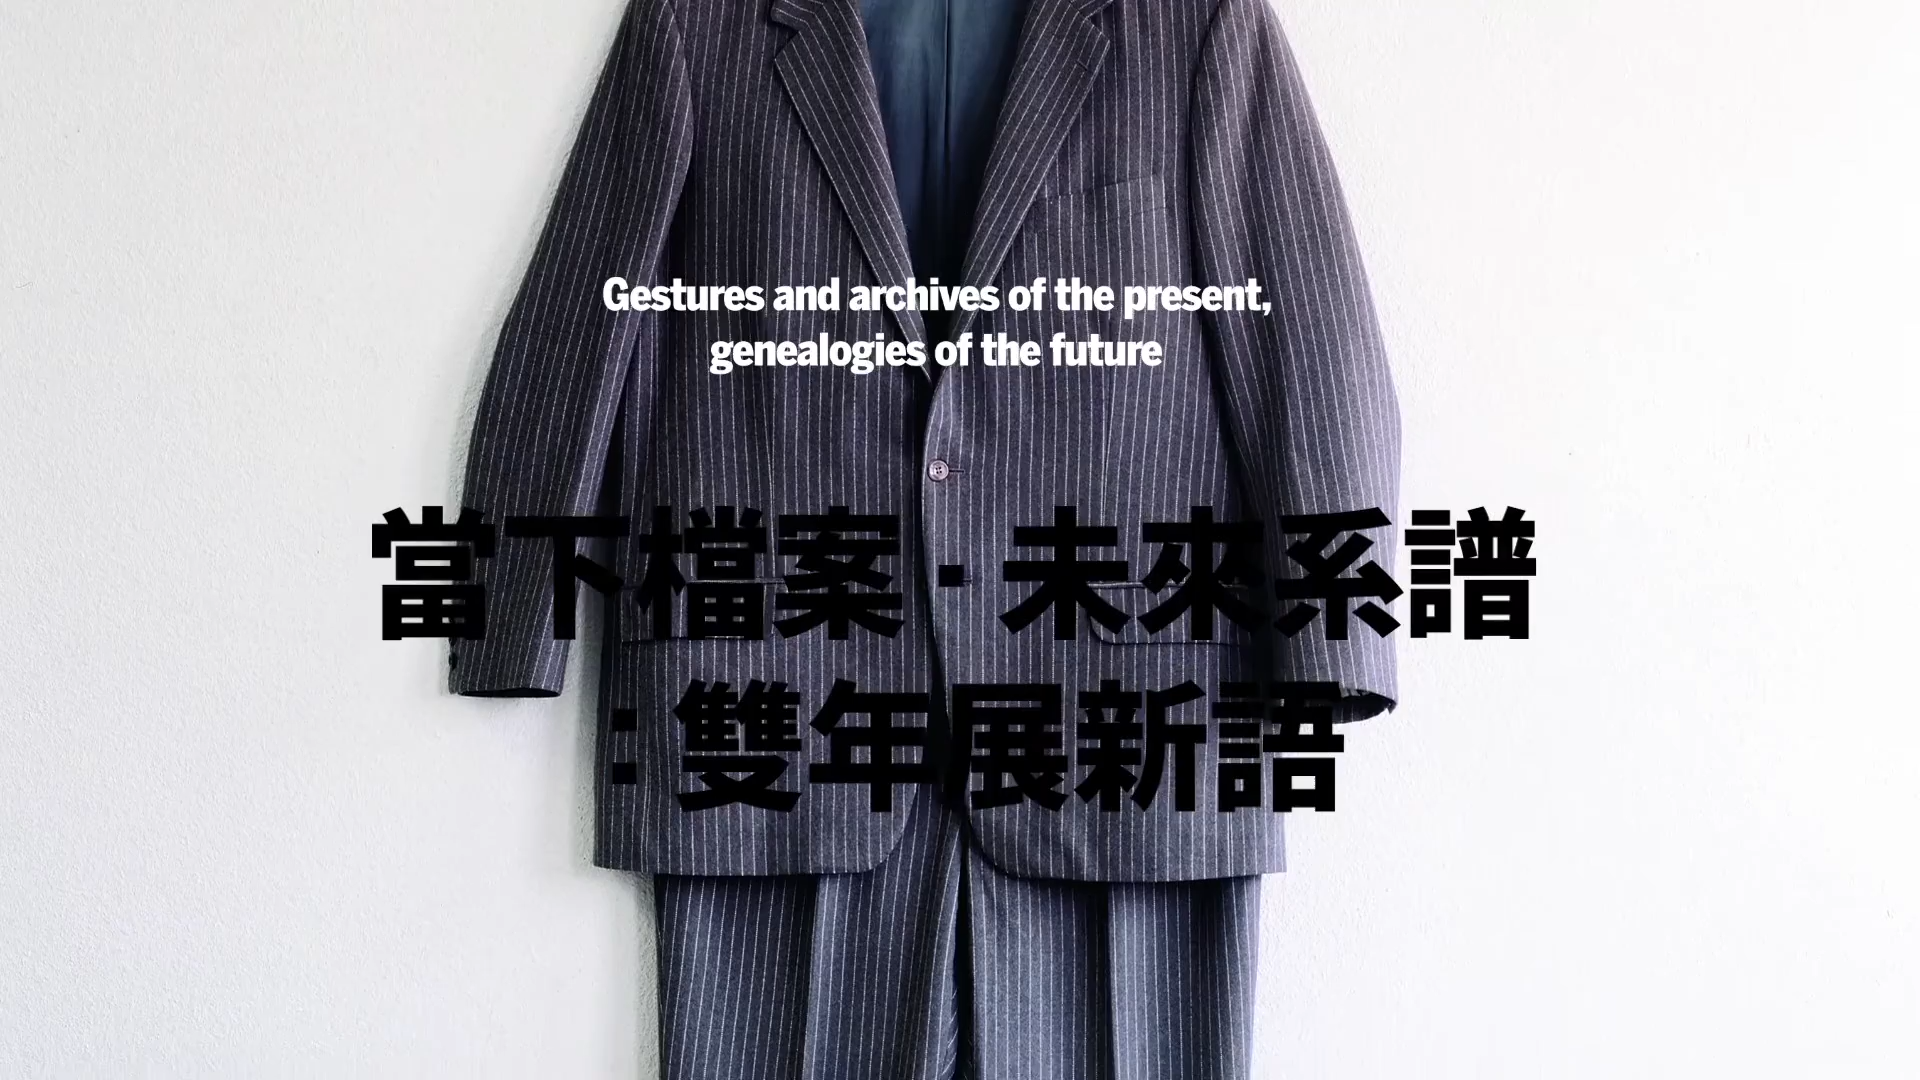 Gestures and archives of the present,
genealogies of the future
當下檔案·未來系譜
：雙年展新語